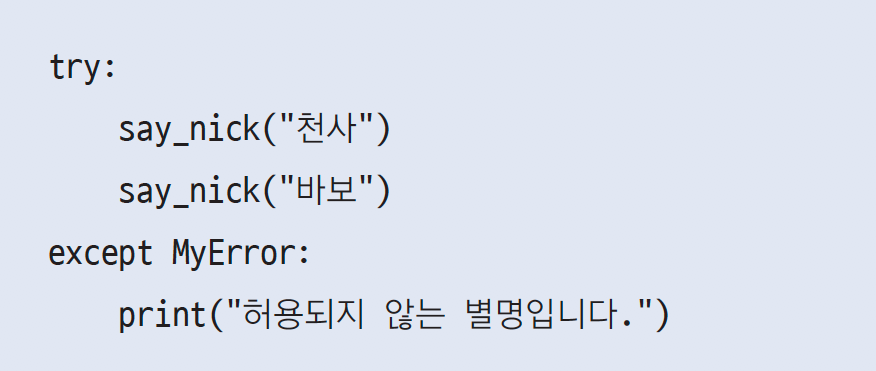 try:
    say_nick("천사")
    say_nick("바보")
except MyError:
    print("허용되지 않는 별명입니다.")